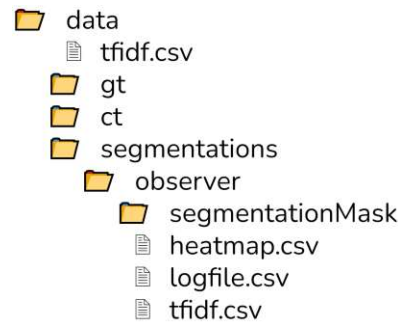 data
tfidf.csv
gt
ct
segmentations
observer
segmentationMask
heatmap.csv
logfile.csv
tfidf.csv